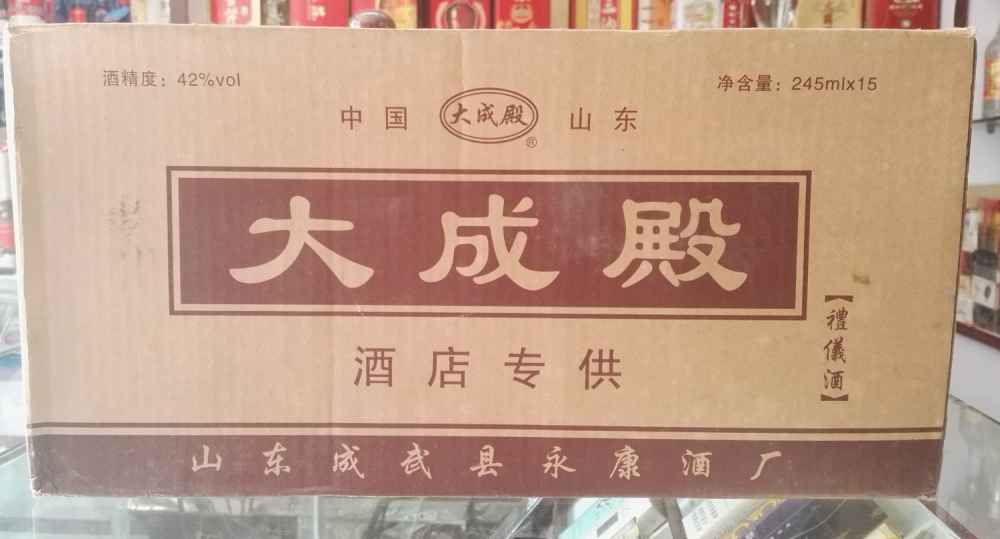 酒精度：42%vol
净含量：245mlx15
中国 大成殿® 山东
大成殿
酒店专供
【禮儀酒】
山东成武县永康酒厂